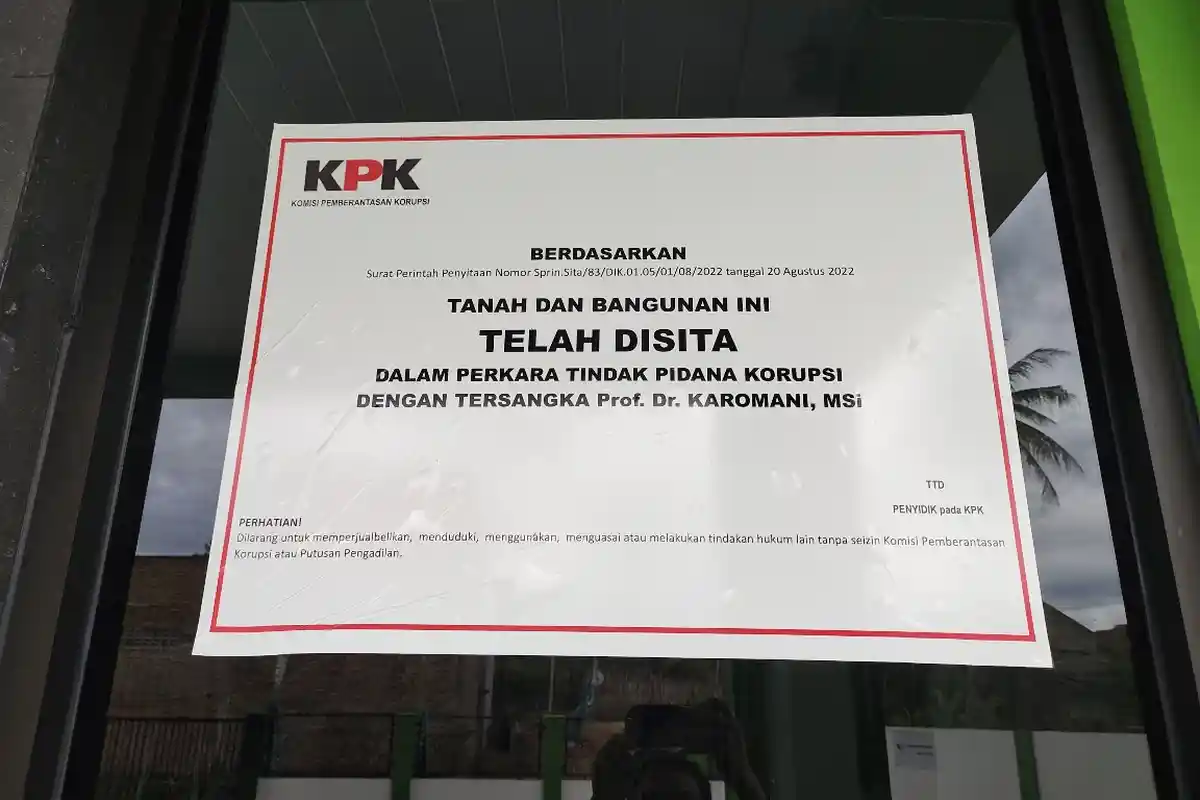 KPK
KOMISI PEMBERANTASAN KORUPSI
BERDASARKAN
Surat Perintah Penyitaan Nomor Sprin.Sita/83/DIK.01.05/01/08/2022 tanggal 20 Agustus 2022
TANAH DAN BANGUNAN INI
TELAH DISITA
DALAM PERKARA TINDAK PIDANA KORUPSI
DENGAN TERSANGKA Prof. Dr. KAROMANI, MSi
TTD
PENYIDIK pada KPK
PERHATIAN!
Dilarang untuk memperjualbelikan, menduduki, menggunakan, menguasai atau melakukan tindakan hukum lain tanpa seizin Komisi Pemberantasan
Korupsi atau Putusan Pengadilan.